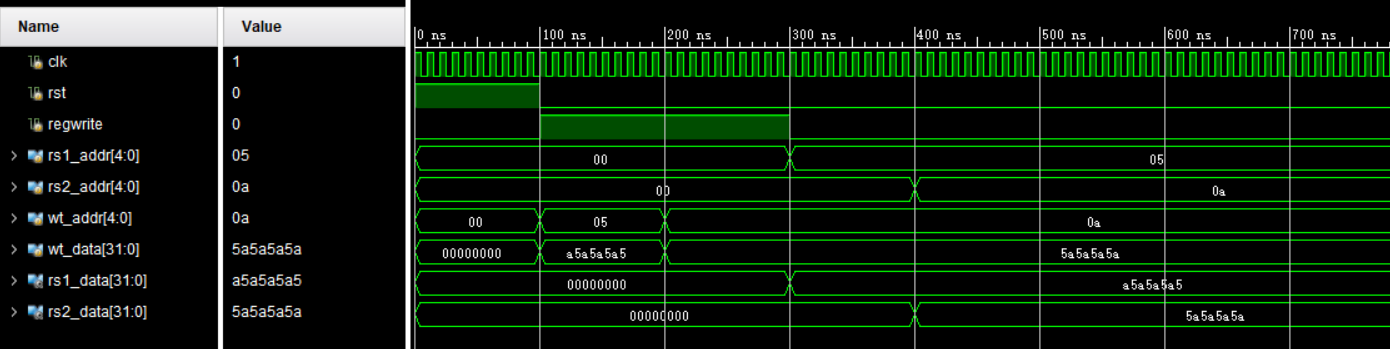 Name Value
0 ns 100 ns 200 ns 300 ns 400 ns 500 ns 600 ns 700 ns
clk 1
rst 0
regwrite 0
rs1_addr[4:0] 05 00 05
rs2_addr[4:0] 0a 00 0a
wt_addr[4:0] 0a 00 05 0a
wt_data[31:0] 5a5a5a5a 00000000 a5a5a5a5 5a5a5a5a
rs1_data[31:0] a5a5a5a5 00000000 a5a5a5a5
rs2_data[31:0] 5a5a5a5a 00000000 5a5a5a5a